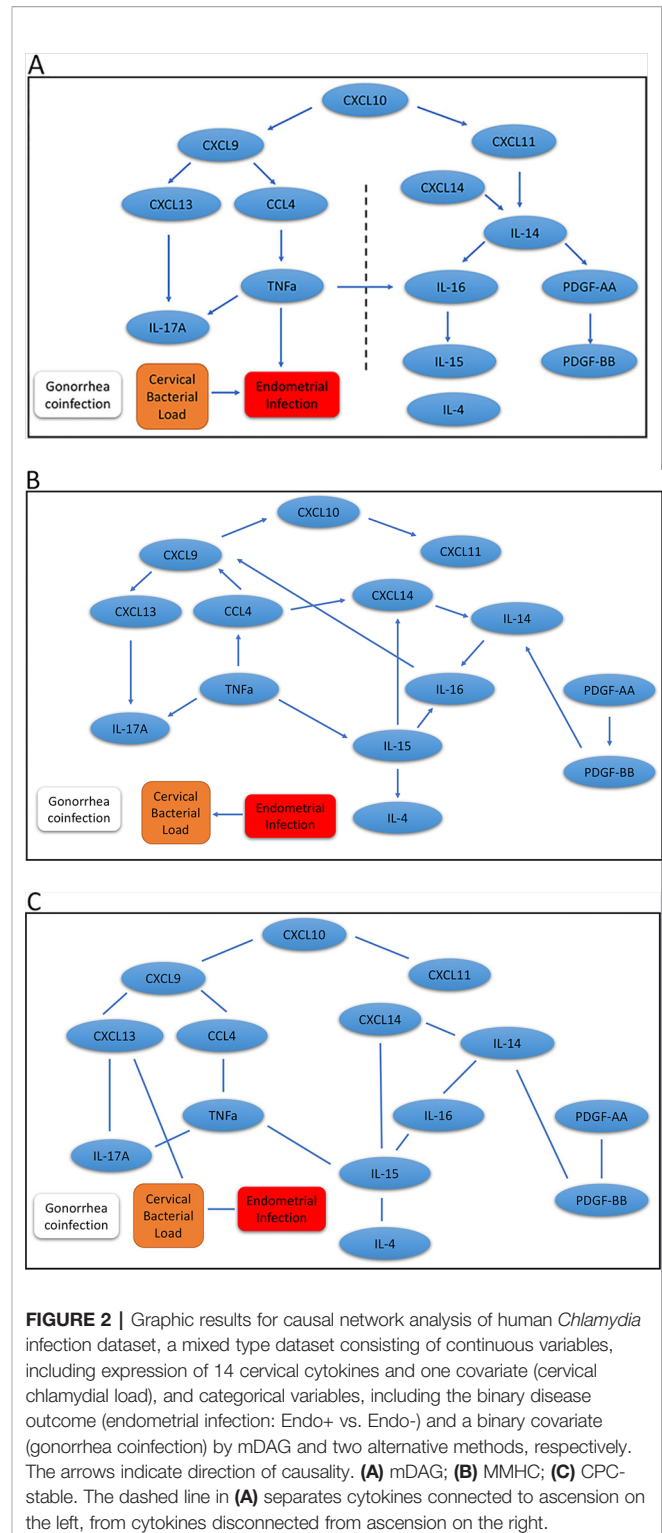 A
CXCL10
CXCL9
CXCL11
CXCL14
CXCL13
CCL4
IL-14
TNFa
IL-16
PDGF-AA
IL-17A
IL-15
PDGF-BB
Gonorrhea
coinfection
Cervical
Bacterial
Load
Endometrial
Infection
IL-4
B
CXCL10
CXCL9
CXCL11
CXCL14
CXCL13
CCL4
IL-14
TNFa
IL-16
PDGF-AA
IL-17A
IL-15
PDGF-BB
Gonorrhea
coinfection
Cervical
Bacterial
Load
Endometrial
Infection
IL-4
C
CXCL10
CXCL9
CXCL11
CXCL14
CXCL13
CCL4
IL-14
TNFa
IL-16
PDGF-AA
IL-17A
IL-15
PDGF-BB
Gonorrhea
coinfection
Cervical
Bacterial
Load
Endometrial
Infection
IL-4
FIGURE 2 | Graphic results for causal network analysis of human Chlamydia
infection dataset, a mixed type dataset consisting of continuous variables,
including expression of 14 cervical cytokines and one covariate (cervical
chlamydial load), and categorical variables, including the binary disease
outcome (endometrial infection: Endo+ vs. Endo-) and a binary covariate
(gonorrhea coinfection) by mDAG and two alternative methods, respectively.
The arrows indicate direction of causality. (A) mDAG; (B) MMHC; (C) CPC-
stable. The dashed line in (A) separates cytokines connected to ascension on
the left, from cytokines disconnected from ascension on the right.